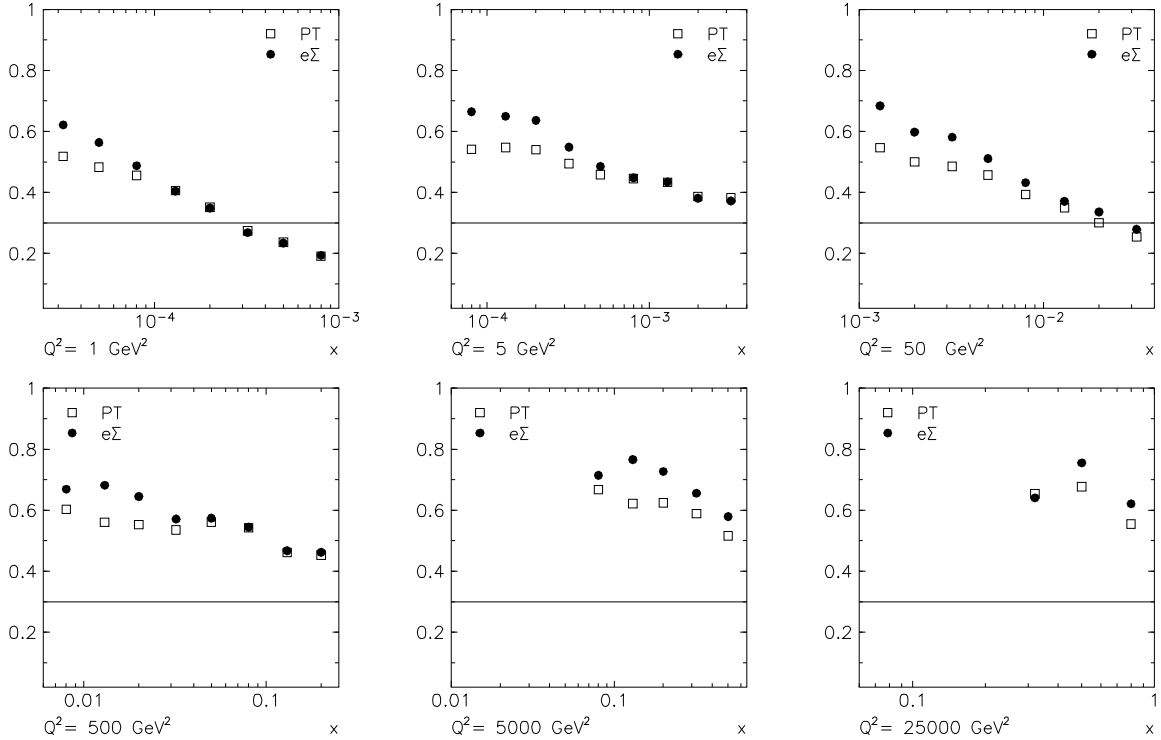 1
0.8
0.6
0.4
0.2
PT
eΣ
10⁻⁴
10⁻³
Q²= 1 GeV²
x
1
0.8
0.6
0.4
0.2
PT
eΣ
10⁻⁴
10⁻³
Q²= 5 GeV²
x
1
0.8
0.6
0.4
0.2
PT
eΣ
10⁻³
10⁻²
Q²= 50 GeV²
x
1
0.8
0.6
0.4
0.2
PT
eΣ
0.01
0.1
Q²= 500 GeV²
x
1
0.8
0.6
0.4
0.2
PT
eΣ
0.01
0.1
Q²= 5000 GeV²
x
1
0.8
0.6
0.4
0.2
PT
eΣ
0.1
1
Q²= 25000 GeV²
x